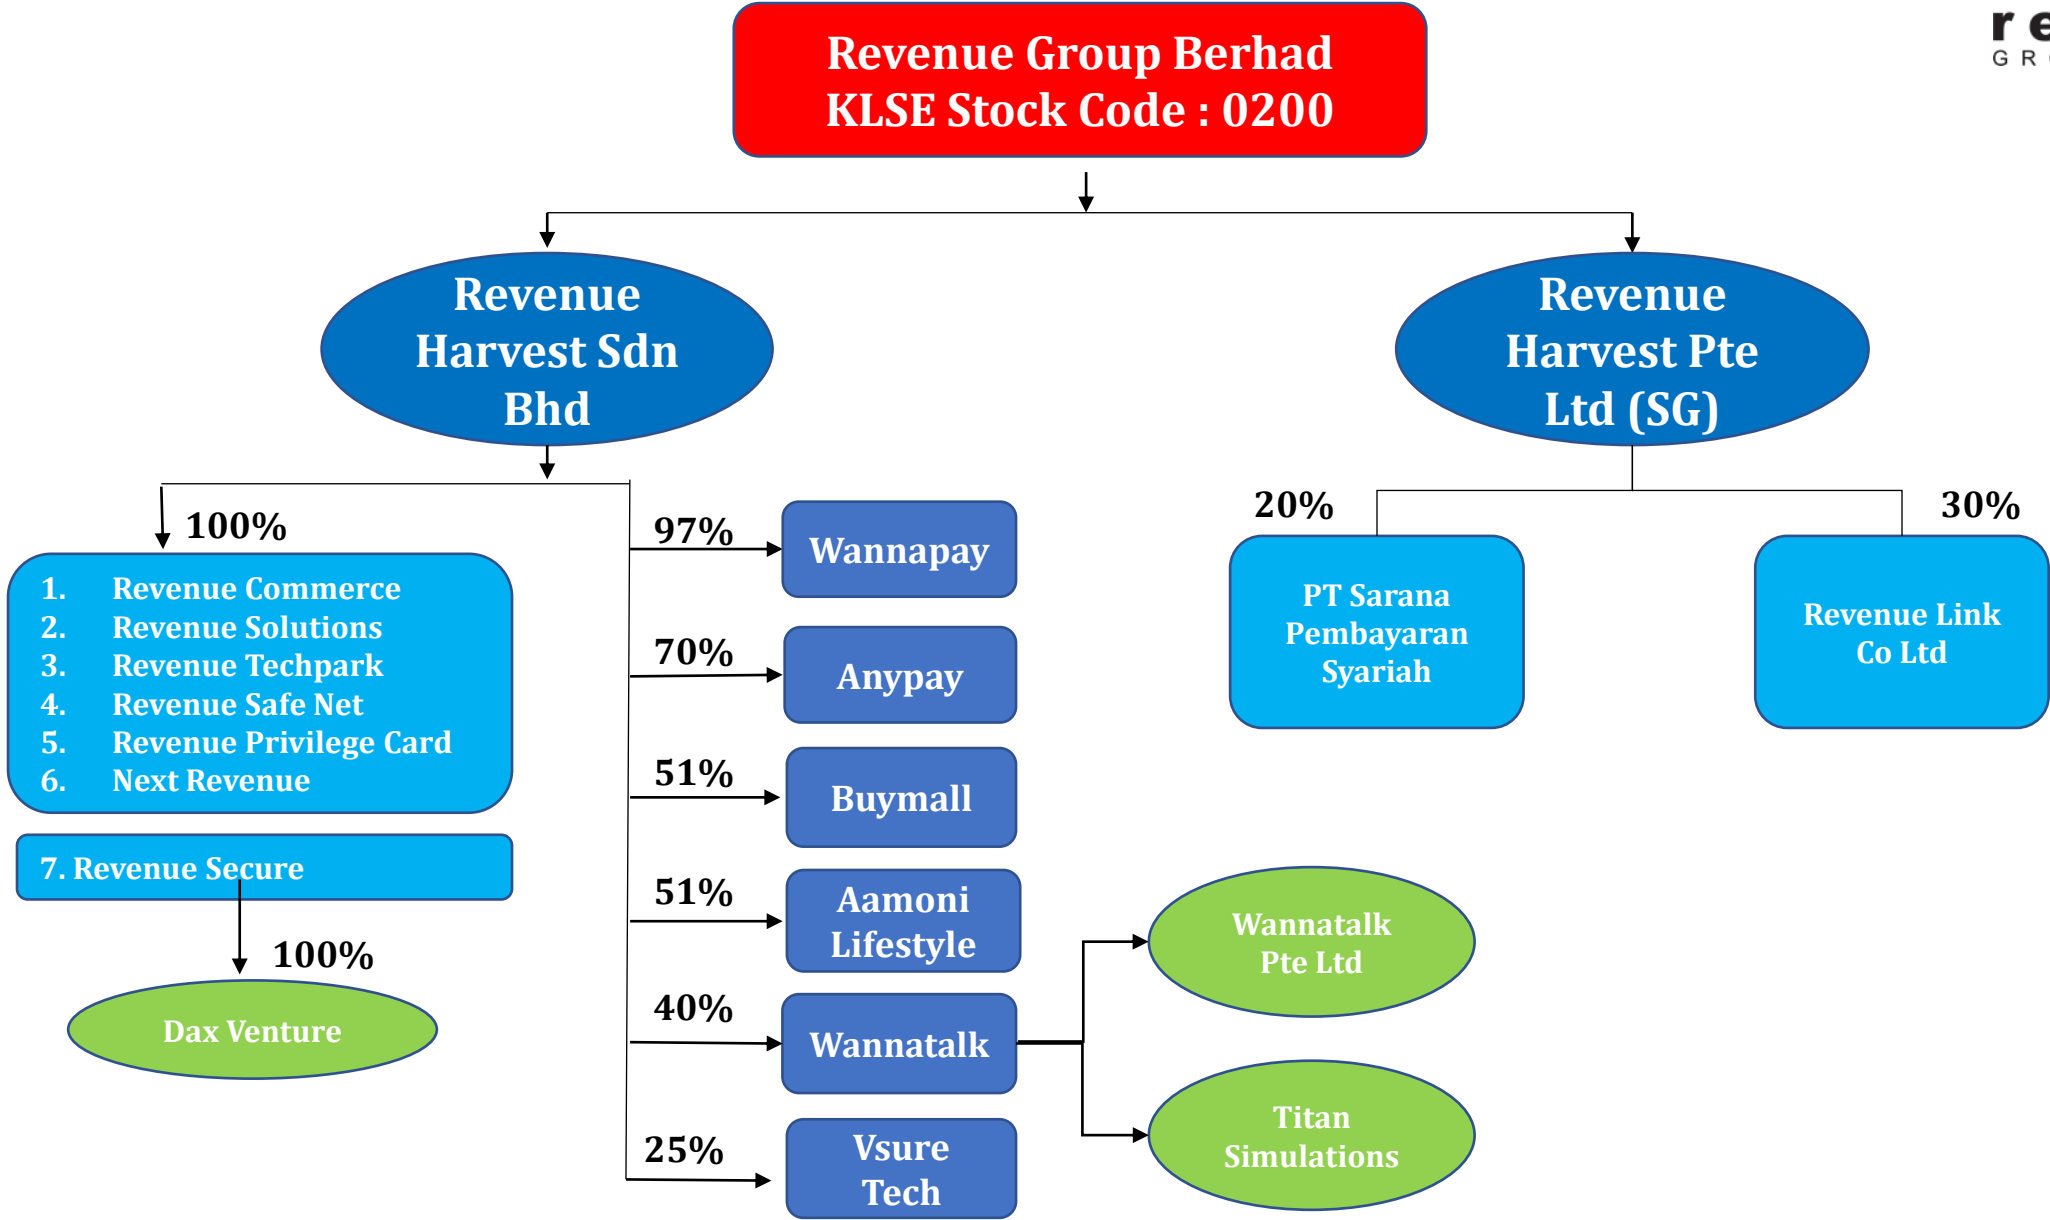 Revenue Group Berhad
KLSE Stock Code : 0200
re
GR
Revenue
Harvest Sdn
Bhd
Revenue
Harvest Pte
Ltd (SG)
100%
1. Revenue Commerce
2. Revenue Solutions
3. Revenue Techpark
4. Revenue Safe Net
5. Revenue Privilege Card
6. Next Revenue
7. Revenue Secure
100%
Dax Venture
97%
Wannapay
70%
Anypay
51%
Buymall
51%
Aamoni
Lifestyle
40%
Wannatalk
25%
Vsure
Tech
Wannatalk
Pte Ltd
Titan
Simulations
20%
PT Sarana
Pembayaran
Syariah
30%
Revenue Link
Co Ltd